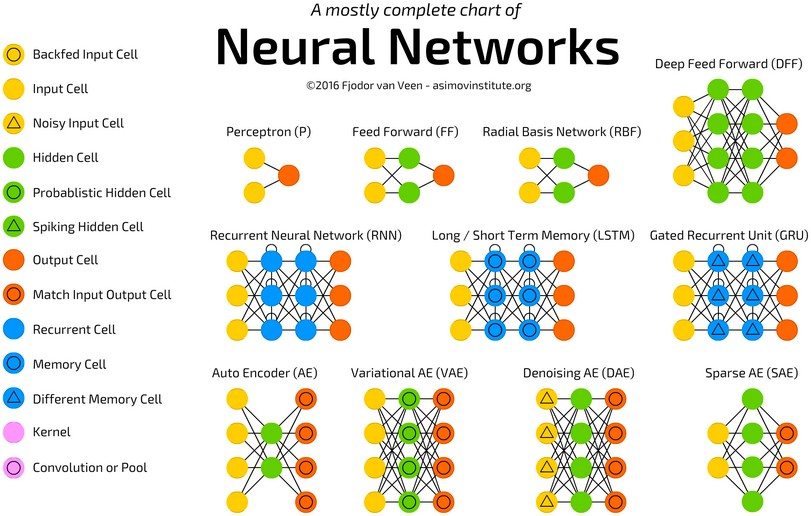 A mostly complete chart of
Neural Networks
©2016 Fjodor van Veen - asimovinstitute.org
Backfed Input Cell
Input Cell
Noisy Input Cell
Hidden Cell
Probablistic Hidden Cell
Spiking Hidden Cell
Output Cell
Match Input Output Cell
Recurrent Cell
Memory Cell
Different Memory Cell
Kernel
Convolution or Pool
Perceptron (P)
Feed Forward (FF)
Radial Basis Network (RBF)
Deep Feed Forward (DFF)
Recurrent Neural Network (RNN)
Long / Short Term Memory (LSTM)
Gated Recurrent Unit (GRU)
Auto Encoder (AE)
Variational AE (VAE)
Denoising AE (DAE)
Sparse AE (SAE)